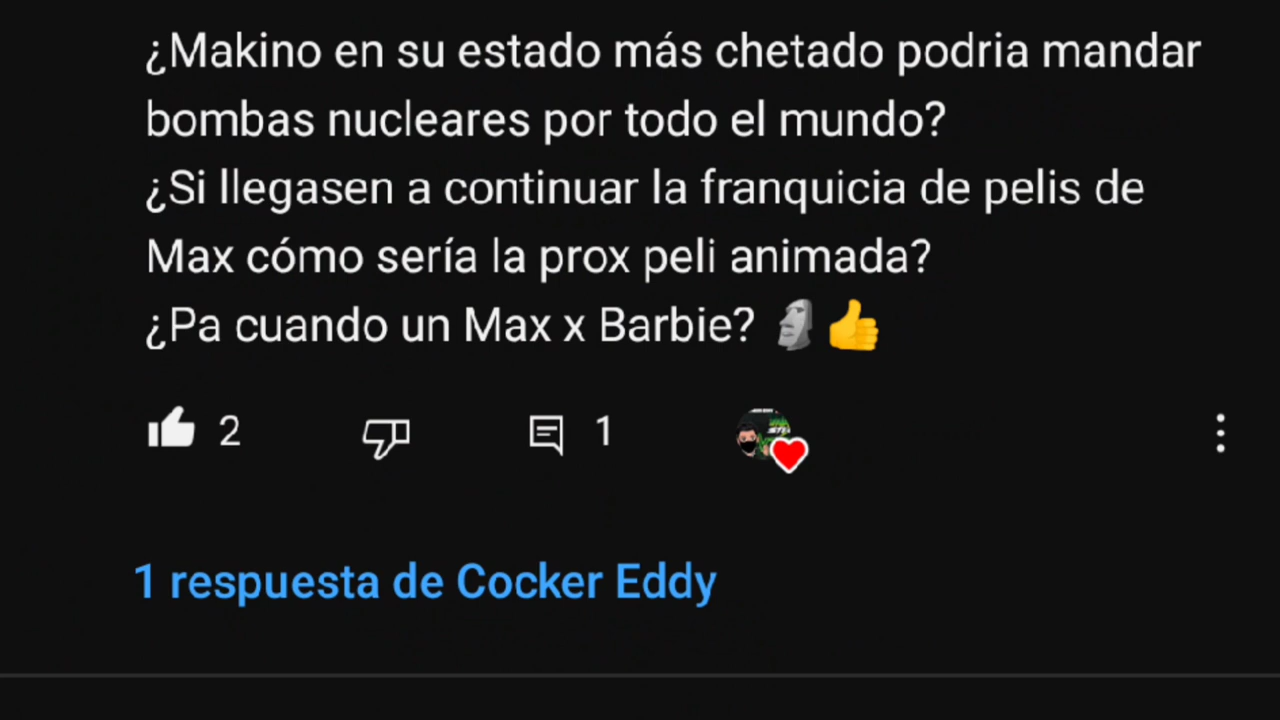 ¿Makino en su estado más chetado podria mandar
bombas nucleares por todo el mundo?
¿Si llegasen a continuar la franquicia de pelis de
Max cómo sería la prox peli animada?
¿Pa cuando un Max x Barbie? 🗿👍
2 1
1 respuesta de Cocker Eddy